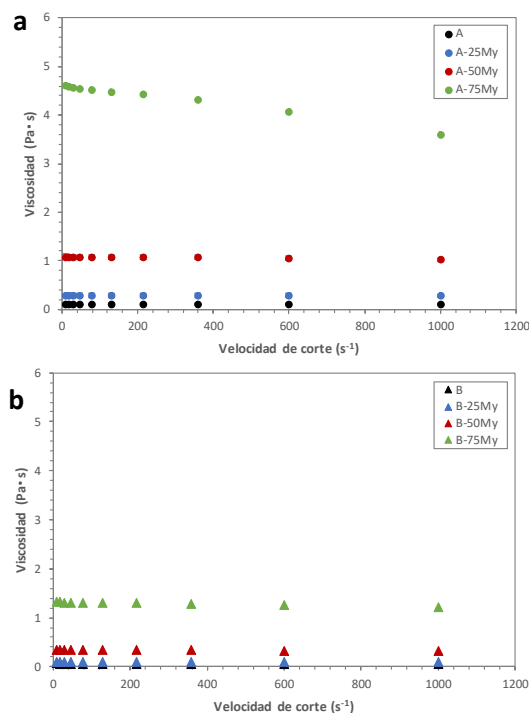 a
6
5
4
3
2
1
0
Viscosidad (Pa• s)
A
A-25My
A-50My
A-75My
0 200 400 600 800 1000 1200
Velocidad de corte (s⁻¹)
b
6
5
4
3
2
1
0
Viscosidad (Pa• s)
B
B-25My
B-50My
B-75My
0 200 400 600 800 1000 1200
Velocidad de corte (s⁻¹)